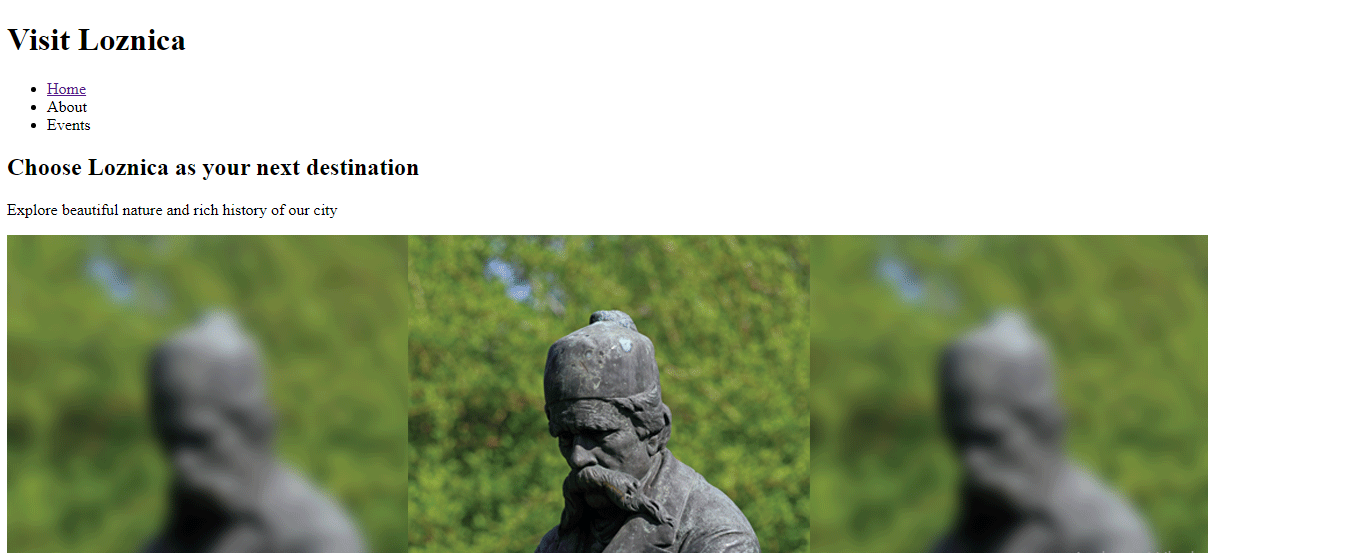 Visit Loznica
Home
About
Events
Choose Loznica as your next destination
Explore beautiful nature and rich history of our city